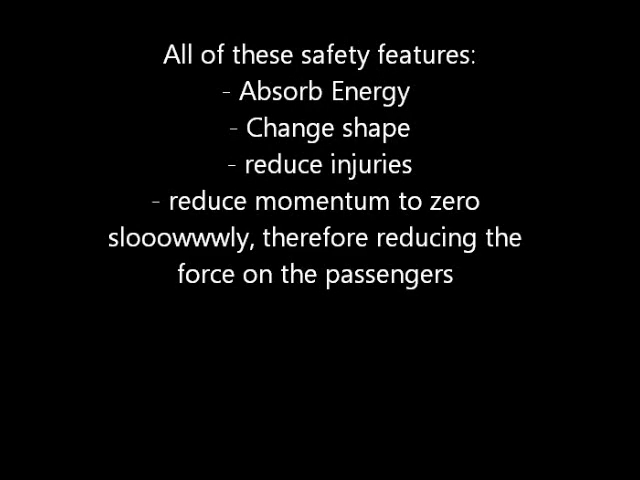 All of these safety features:
- Absorb Energy
- Change shape
- reduce injuries
- reduce momentum to zero
slooowwwly, therefore reducing the
force on the passengers